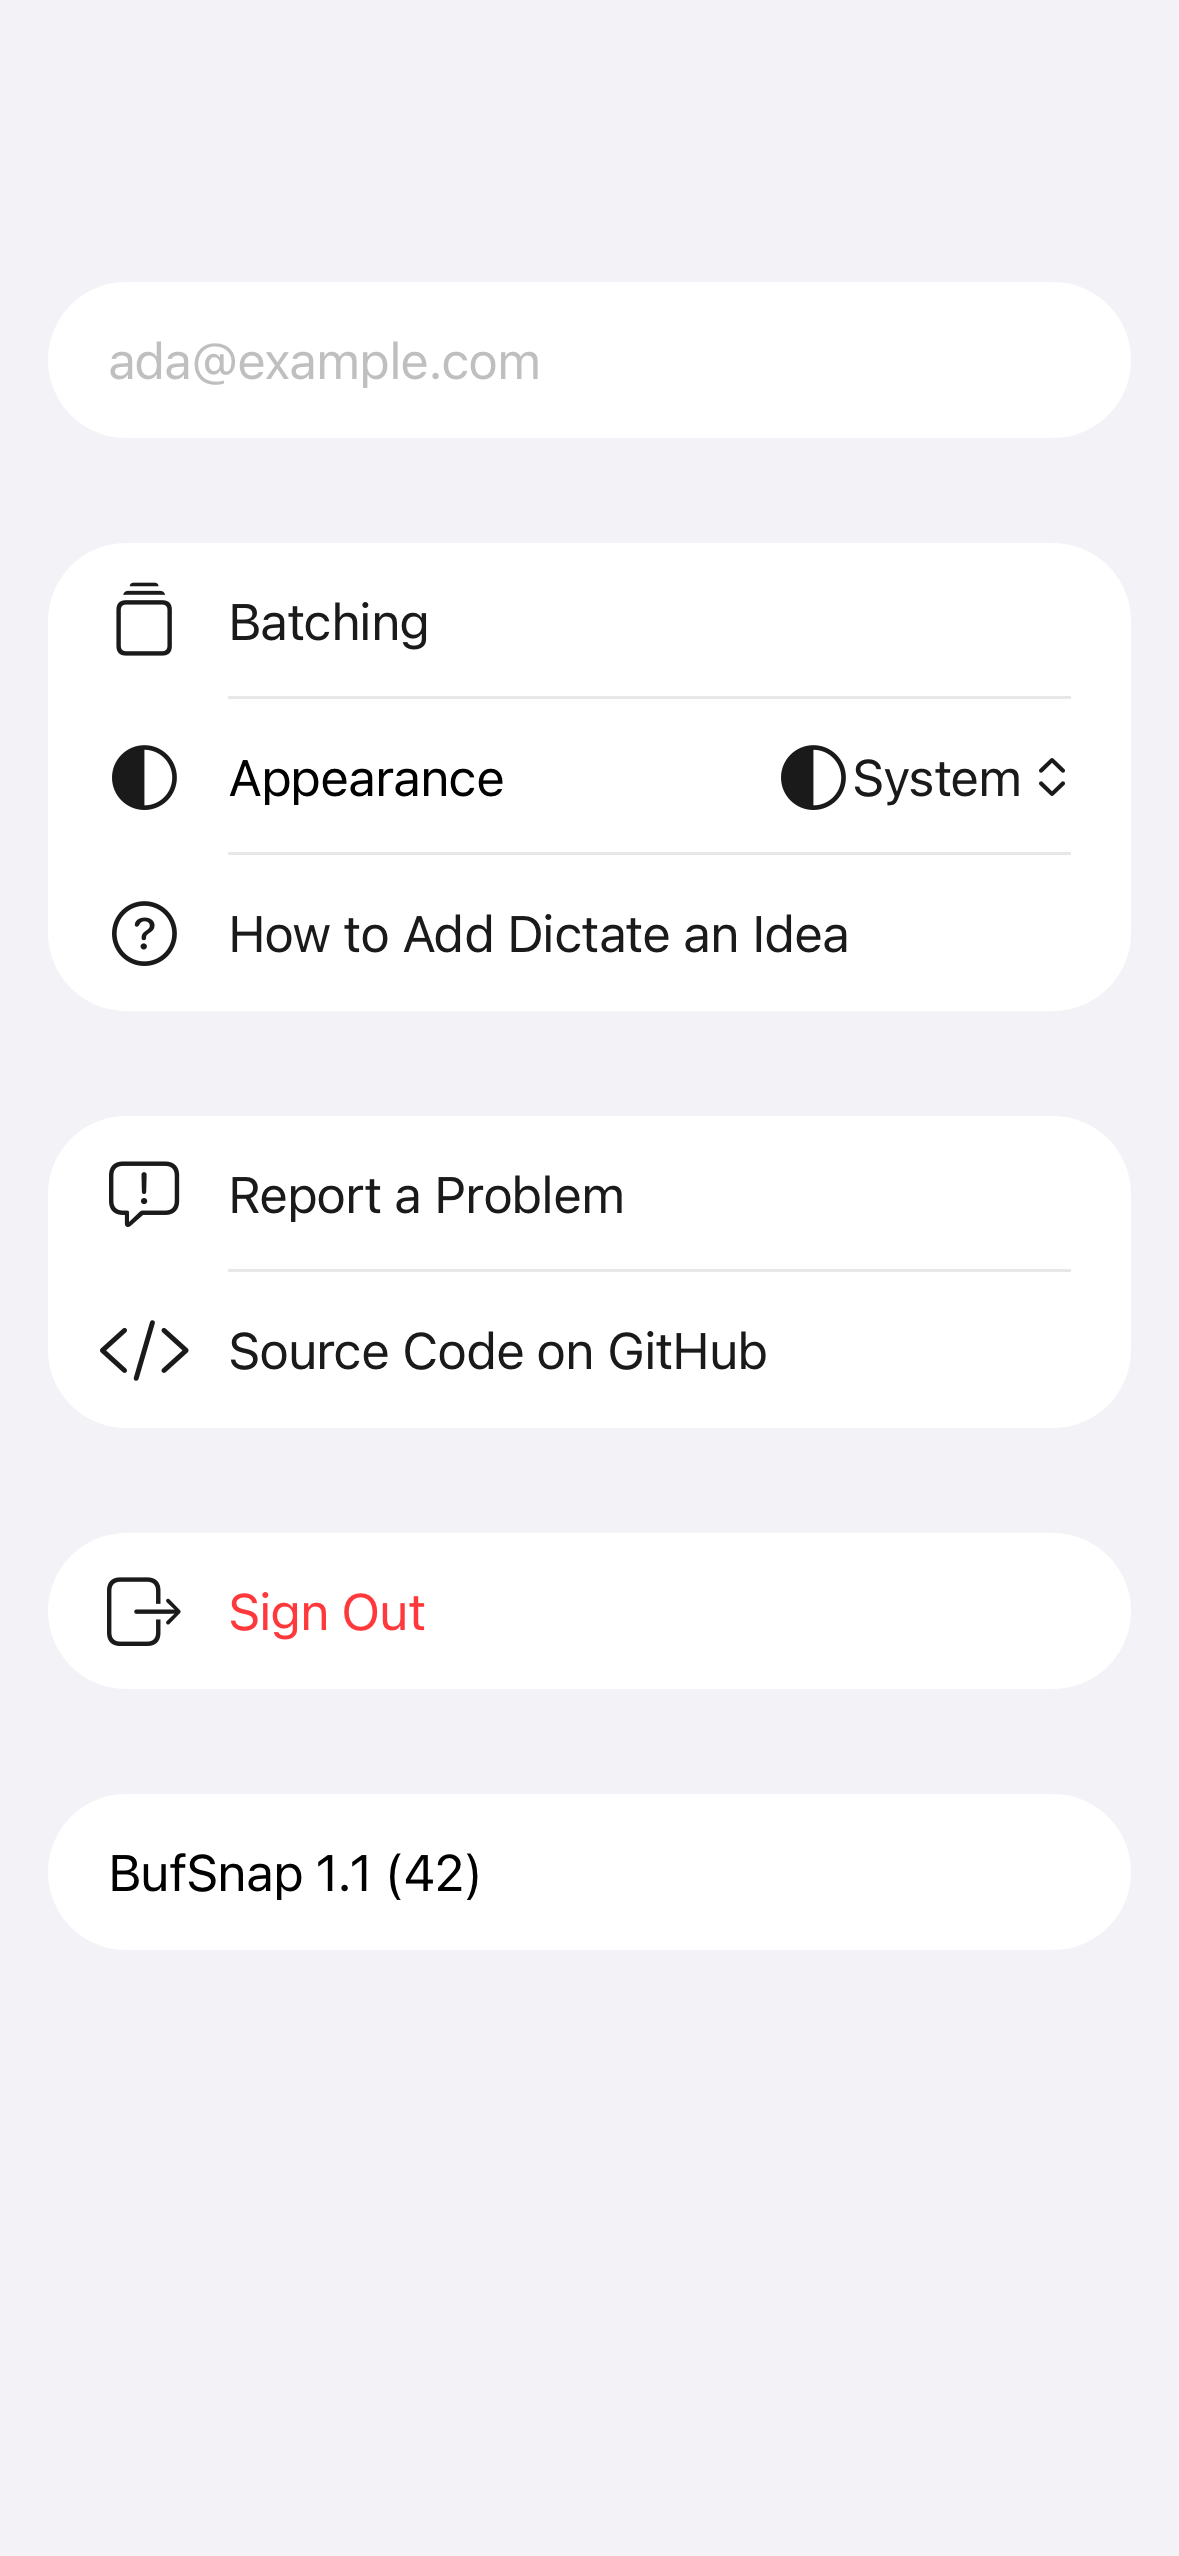 ada@example.com
Batching
Appearance System
How to Add Dictate an Idea
Report a Problem
Source Code on GitHub
Sign Out
BufSnap 1.1 (42)